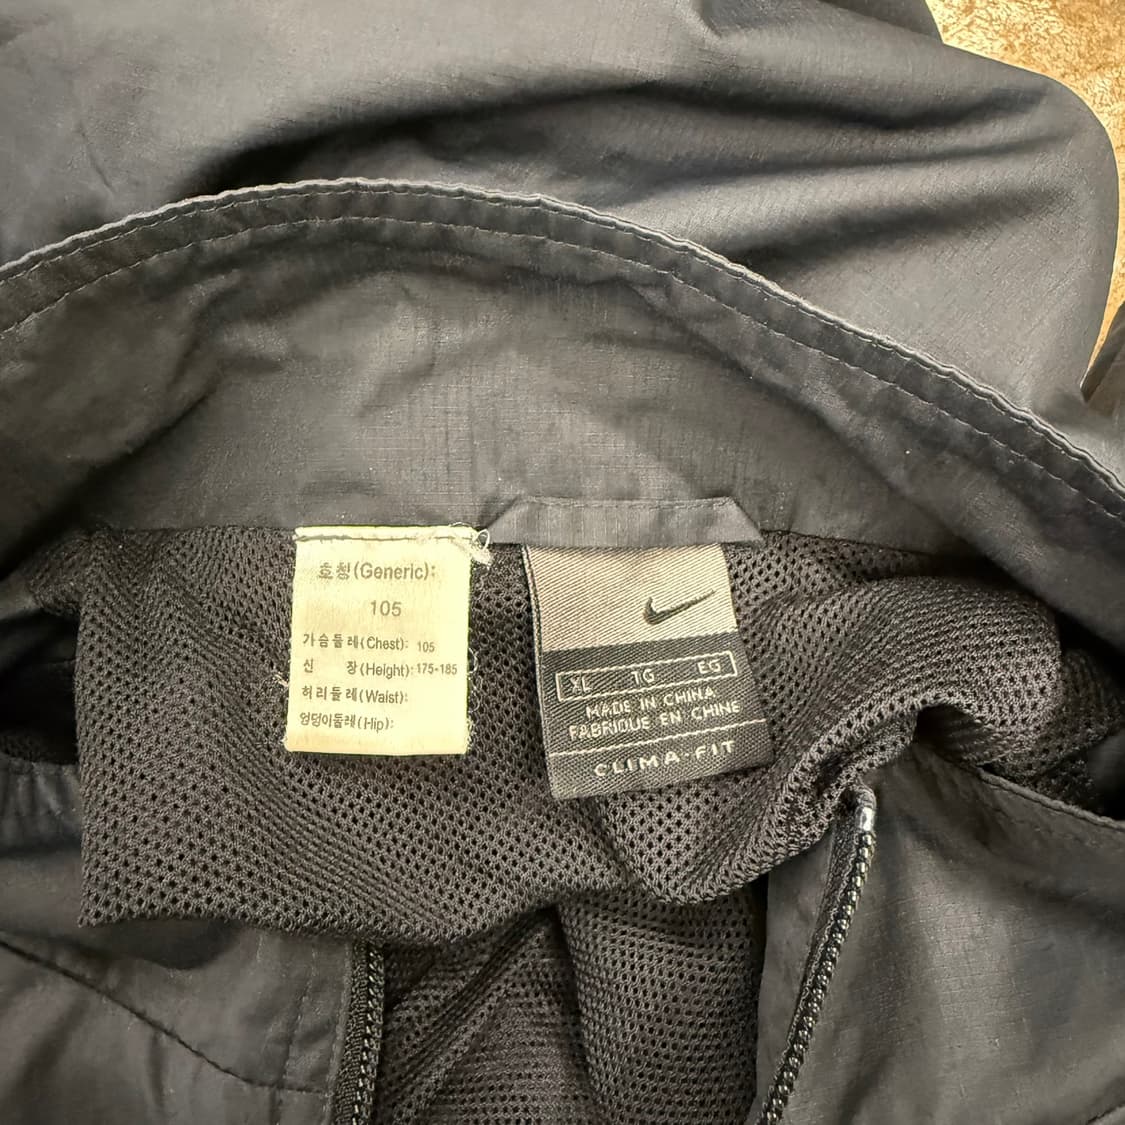 호칭(Generic):
105
가슴둘레(Chest): 105
신 장(Height): 175-185
허리둘레(Waist):
엉덩이둘레(Hip):
XL TG EG
MADE IN CHINA
FABRIQUE EN CHINE
CLIMA-FIT